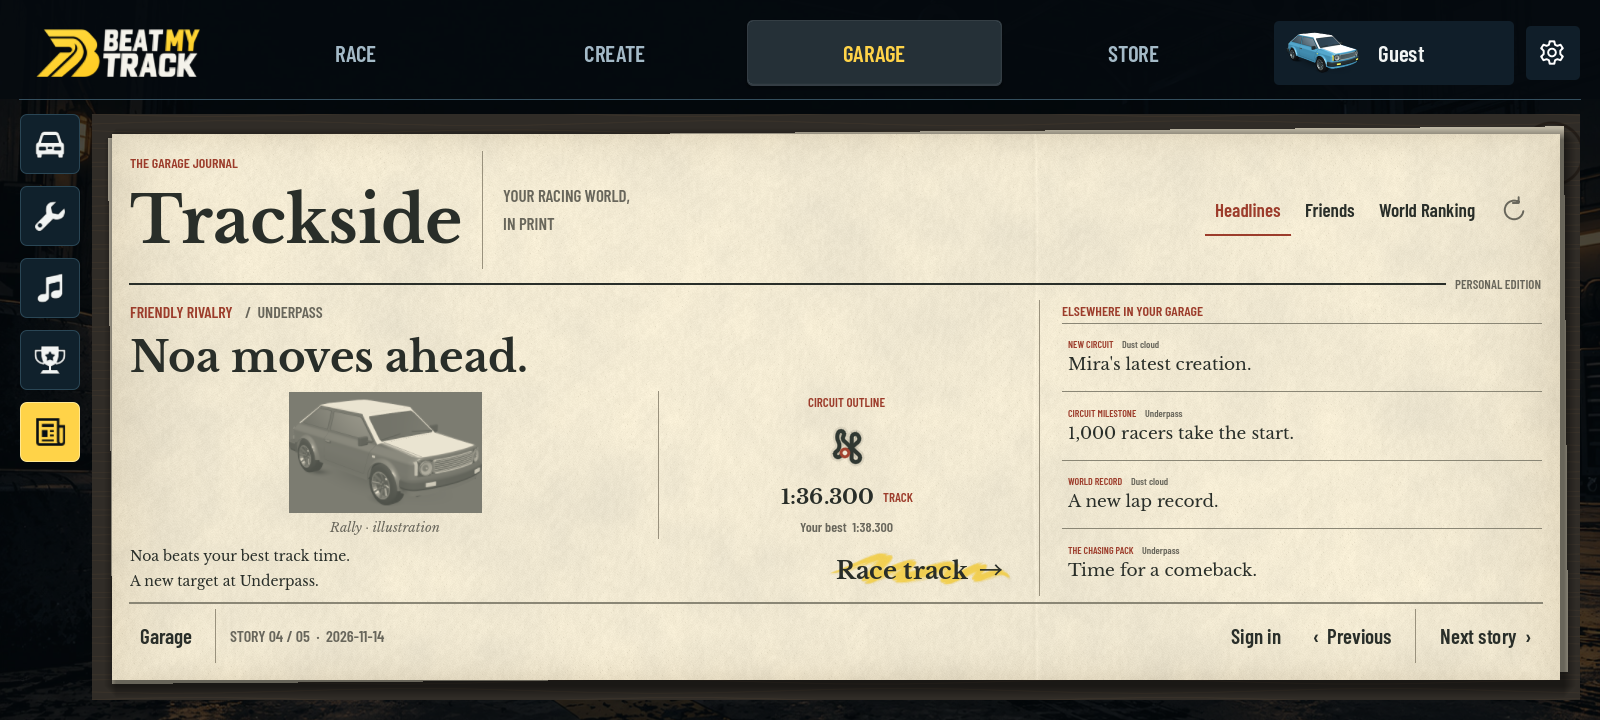 BEATMY
TRACK
RACE
CREATE
GARAGE
STORE
Guest
THE GARAGE JOURNAL
Trackside
YOUR RACING WORLD,
IN PRINT
Headlines
Friends
World Ranking
PERSONAL EDITION
FRIENDLY RIVALRY / UNDERPASS
Noa moves ahead.
Rally · illustration
CIRCUIT OUTLINE
1:36.300 TRACK
Your best 1:38.300
Noa beats your best track time.
A new target at Underpass.
Race track →
ELSEWHERE IN YOUR GARAGE
NEW CIRCUIT Dust cloud
Mira's latest creation.
CIRCUIT MILESTONE Underpass
1,000 racers take the start.
WORLD RECORD Dust cloud
A new lap record.
THE CHASING PACK Underpass
Time for a comeback.
Garage
STORY 04 / 05 · 2026-11-14
Sign in
‹ Previous
Next story ›